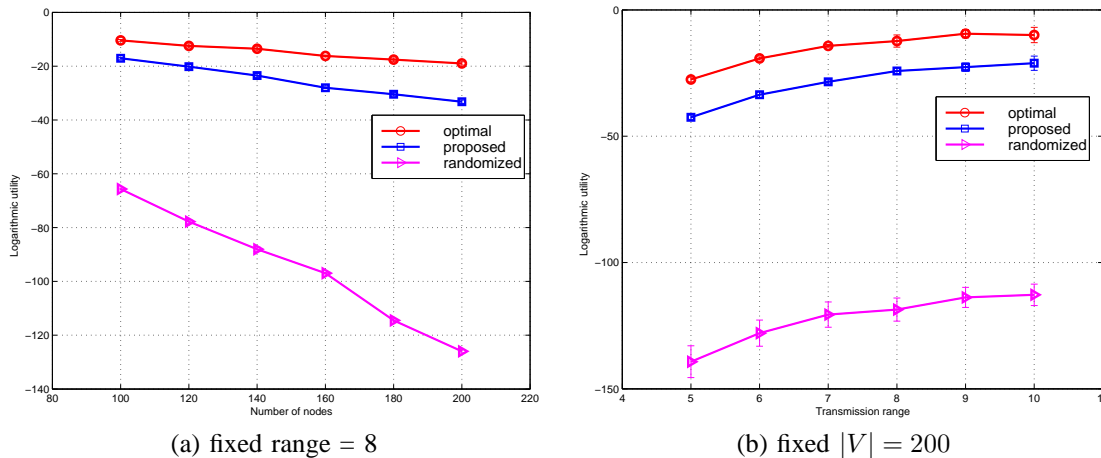 0
−20
−40
−60
−80
−100
−120
−140
Logarithmic utility
optimal
proposed
randomized
80 100 120 140 160 180 200 220
Number of nodes
(a) fixed range = 8
0
−50
−100
−150
Logarithmic utility
optimal
proposed
randomized
4 5 6 7 8 9 10
Transmission range
(b) fixed |V| = 200